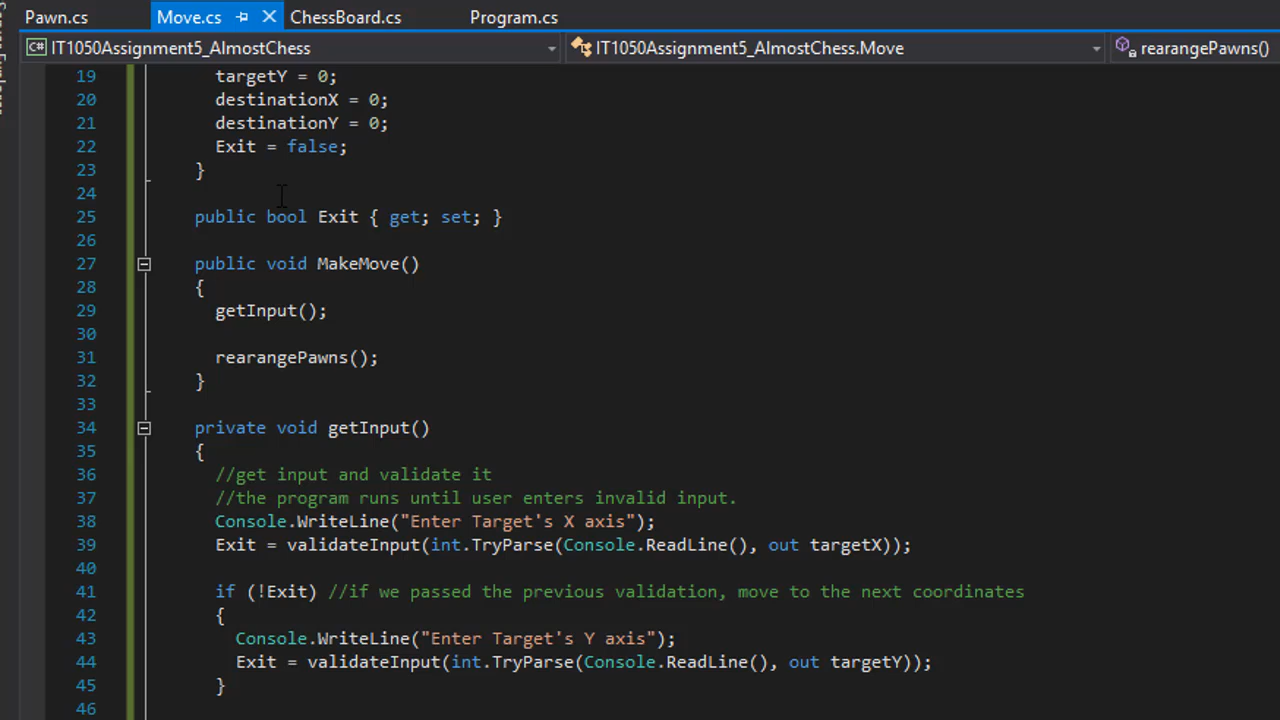 Pawn.cs Move.cs ChessBoard.cs Program.cs
IT1050Assignment5_AlmostChess IT1050Assignment5_AlmostChess.Move rearangePawns()
19 targetY = 0;
20 destinationX = 0;
21 destinationY = 0;
22 Exit = false;
23 }
24
25 public bool Exit { get; set; }
26
27 public void MakeMove()
28 {
29 getInput();
30
31 rearangePawns();
32 }
33
34 private void getInput()
35 {
36 //get input and validate it
37 //the program runs until user enters invalid input.
38 Console.WriteLine("Enter Target's X axis");
39 Exit = validateInput(int.TryParse(Console.ReadLine(), out targetX));
40
41 if (!Exit) //if we passed the previous validation, move to the next coordinates
42 {
43 Console.WriteLine("Enter Target's Y axis");
44 Exit = validateInput(int.TryParse(Console.ReadLine(), out targetY));
45 }
46